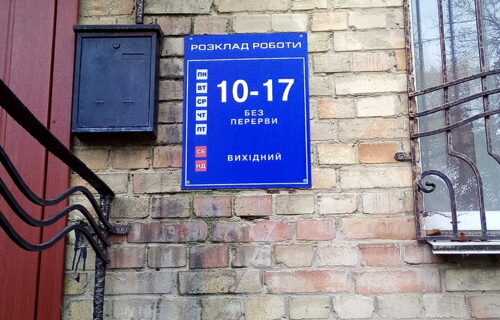 РОЗКЛАД РОБОТИ
ПН
ВТ
СР
ЧТ
ПТ
10-17
БЕЗ
ПЕРЕРВИ
СБ
НД
ВИХІДНИЙ